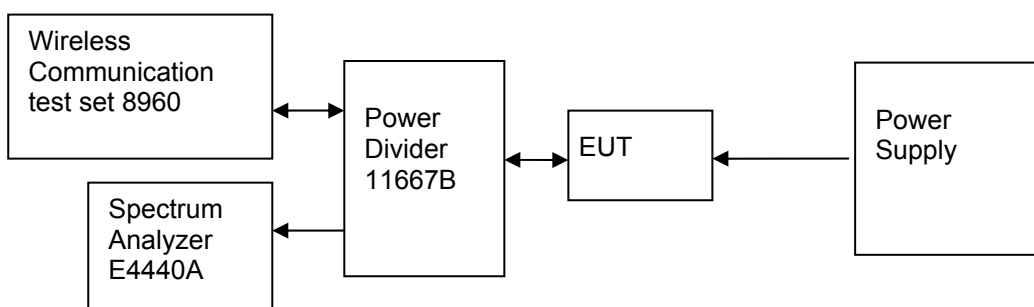 Wireless
Communication
test set 8960
Power
Divider
11667B
EUT
Power
Supply
Spectrum
Analyzer
E4440A